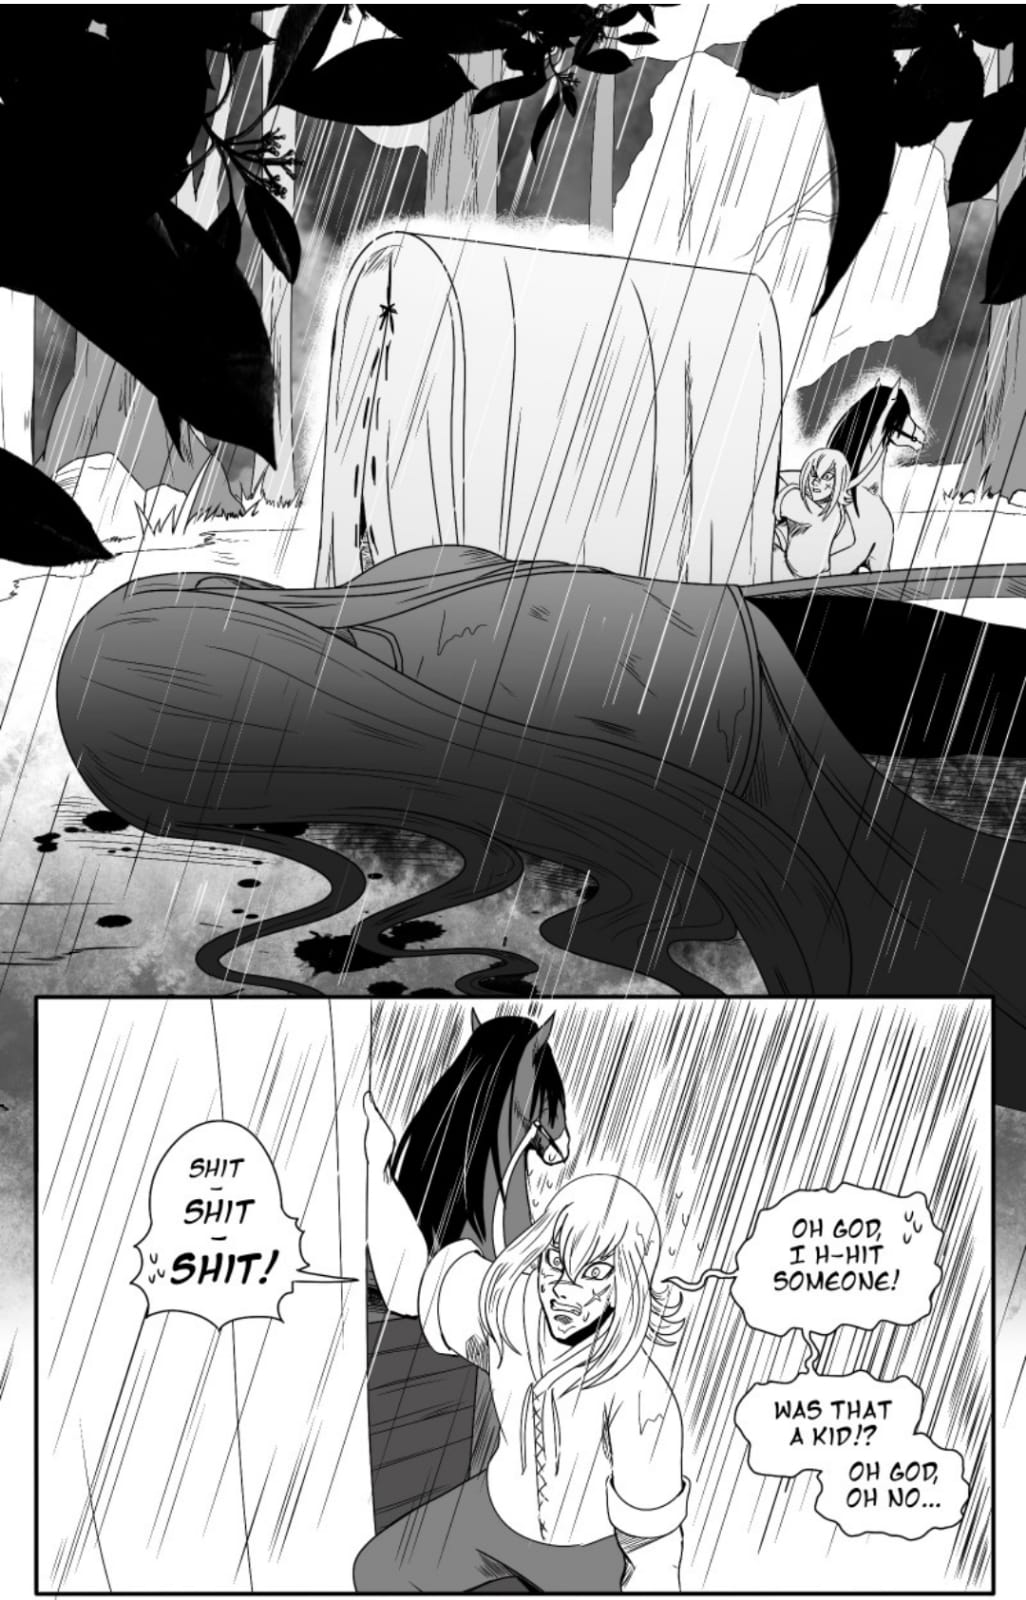 SHIT
-
SHIT
-
SHIT!
OH GOD,
I H-HIT
SOMEONE!
WAS THAT
A KID!?
OH GOD,
OH NO...